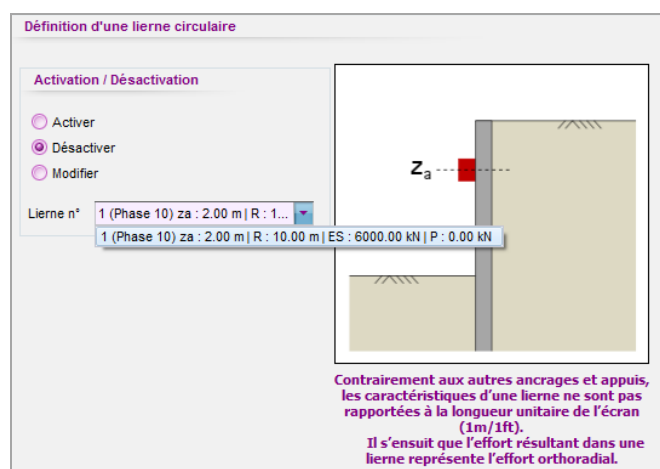 Définition d'une lierne circulaire
Activation / Désactivation
Activer
Désactiver
Modifier
Lierne n° 1 (Phase 10) za : 2.00 m | R : 1...
1 (Phase 10) za : 2.00 m | R : 10.00 m | ES : 6000.00 kN | P : 0.00 kN
Za
Contrairement aux autres ancrages et appuis,
les caractéristiques d'une lierne ne sont pas
rapportées à la longueur unitaire de l'écran
(1m/1ft).
Il s'ensuit que l'effort résultant dans une
lierne représente l'effort orthoradial.